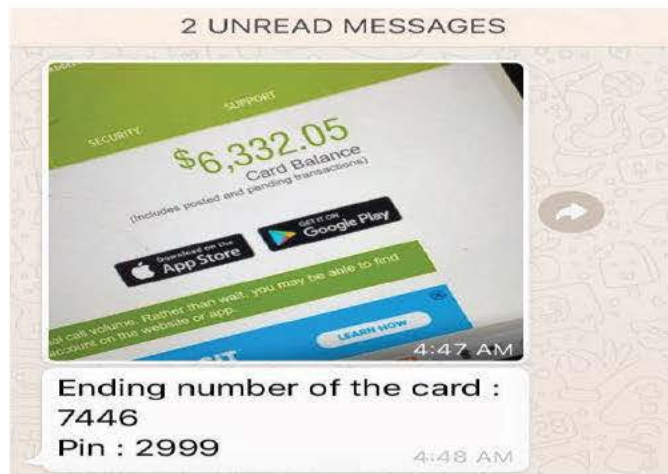 2 UNREAD MESSAGES
SUPPORT
SECURITY
$6,332.05
Card Balance
(Includes posted and pending transactions)
Download on the
App Store
GET IT ON
Google Play
call volume. Rather than wait, you may be able to find
account on the website or app.
LEARN HOW
4:47 AM
Ending number of the card :
7446
Pin : 2999
4:48 AM